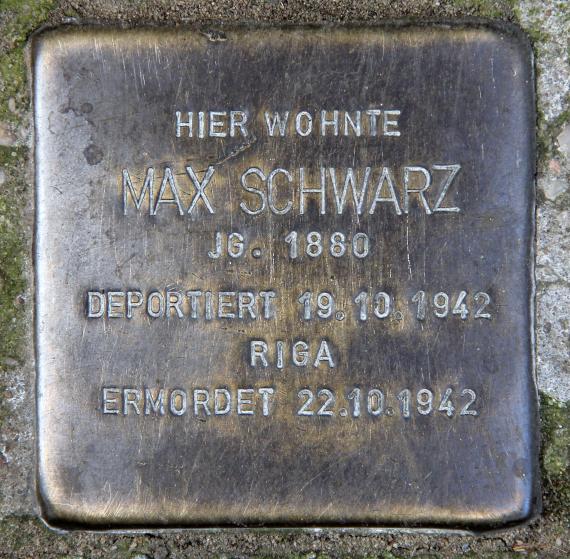 HIER WOHNTE
MAX SCHWARZ
JG. 1880
DEPORTIERT 19.10.1942
RIGA
ERMORDET 22.10.1942